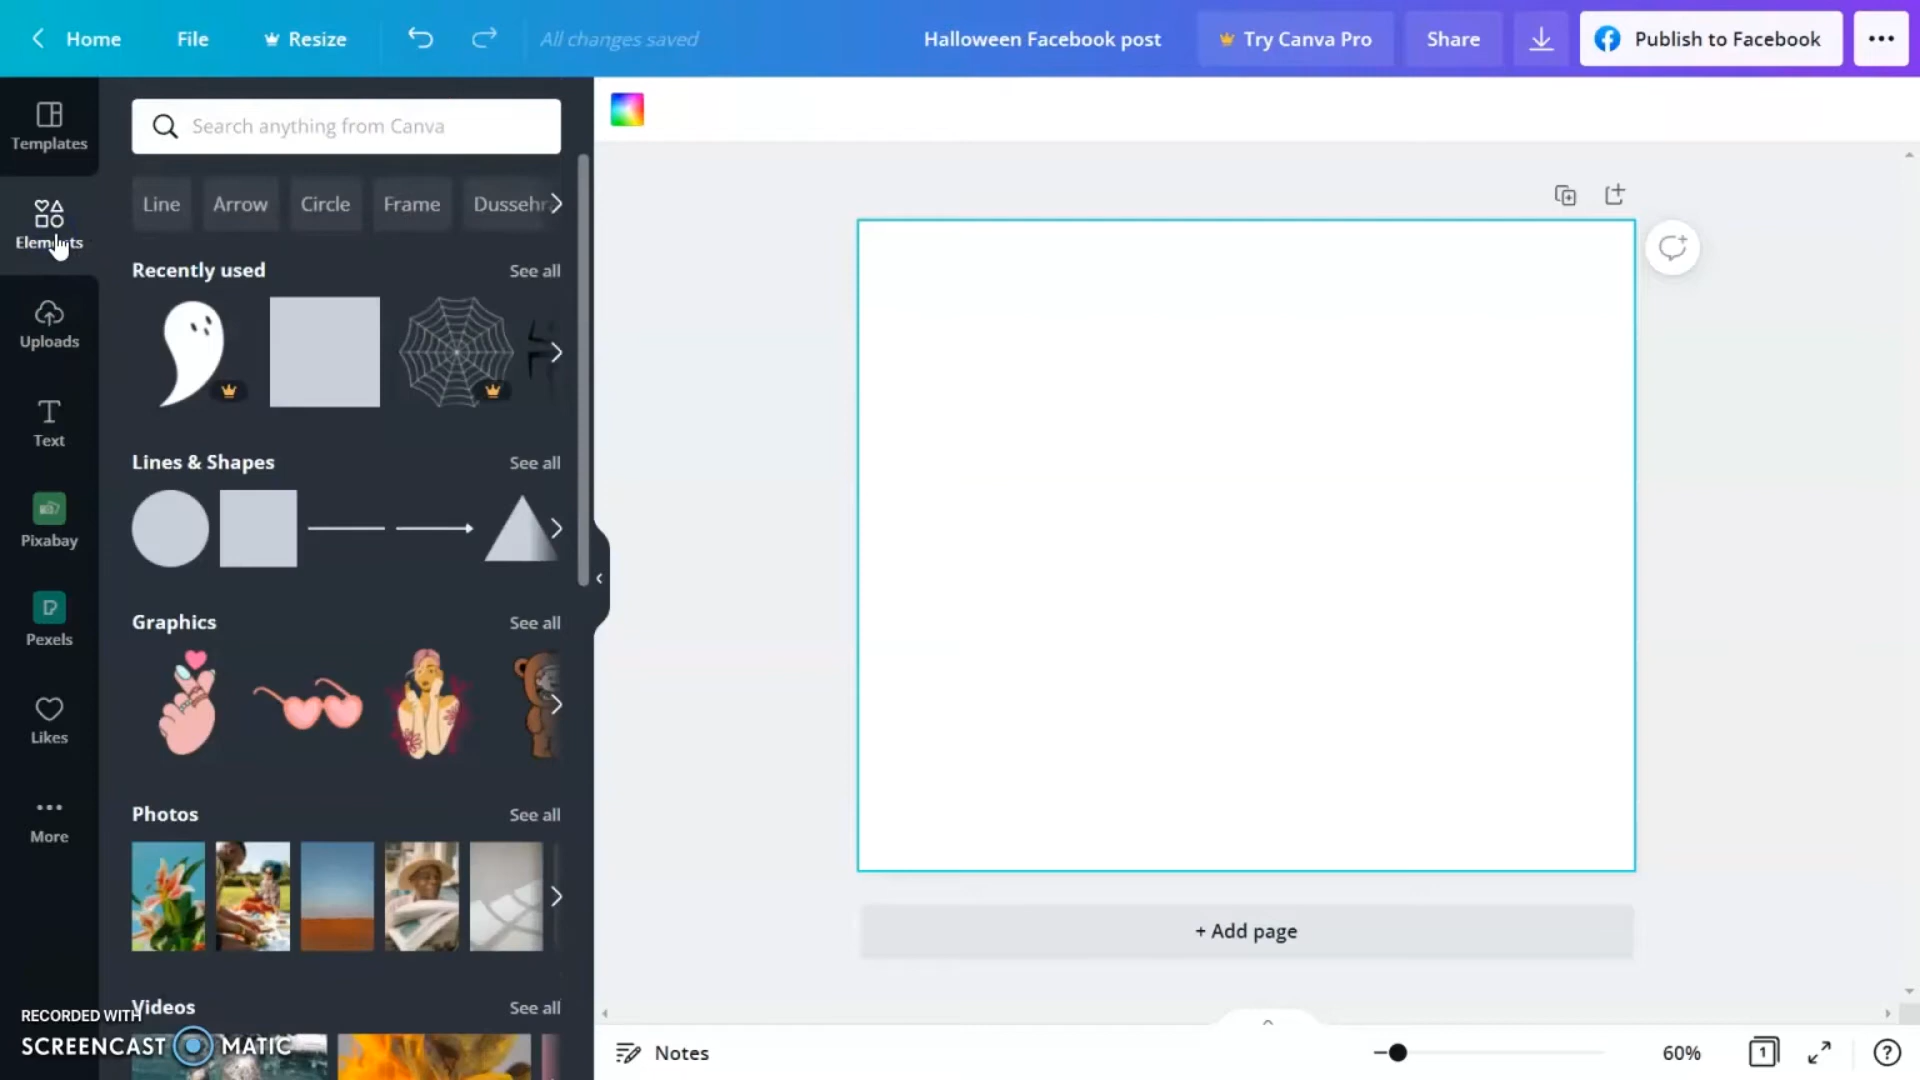 Home
File
Resize
All changes saved
Halloween Facebook post
Try Canva Pro
Share
Publish to Facebook
Templates
Search anything from Canva
Line
Arrow
Circle
Frame
Dussehr
Elements
Recently used
See all
Uploads
Text
Lines & Shapes
See all
Pixabay
Graphics
See all
Pexels
Likes
Photos
See all
More
+ Add page
Videos
See all
RECORDED WITH
SCREENCAST MATIC
Notes
60%
1